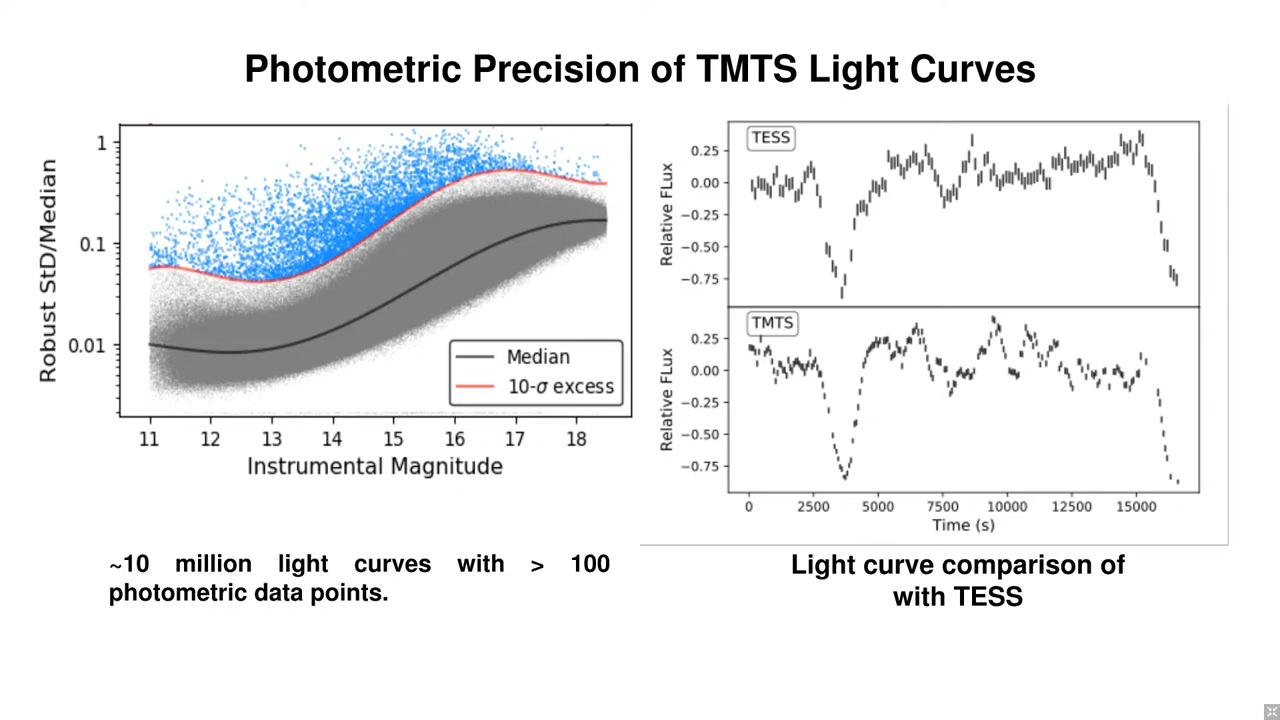 Photometric Precision of TMTS Light Curves
Robust StD/Median
1
0.1
0.01
Median
10-σ excess
11 12 13 14 15 16 17 18
Instrumental Magnitude
TESS
Relative FLux
0.25
0.00
−0.25
−0.50
−0.75
TMTS
Relative FLux
0.25
0.00
−0.25
−0.50
−0.75
0 2500 5000 7500 10000 12500 15000
Time (s)
~10 million light curves with > 100
photometric data points.
Light curve comparison of
with TESS